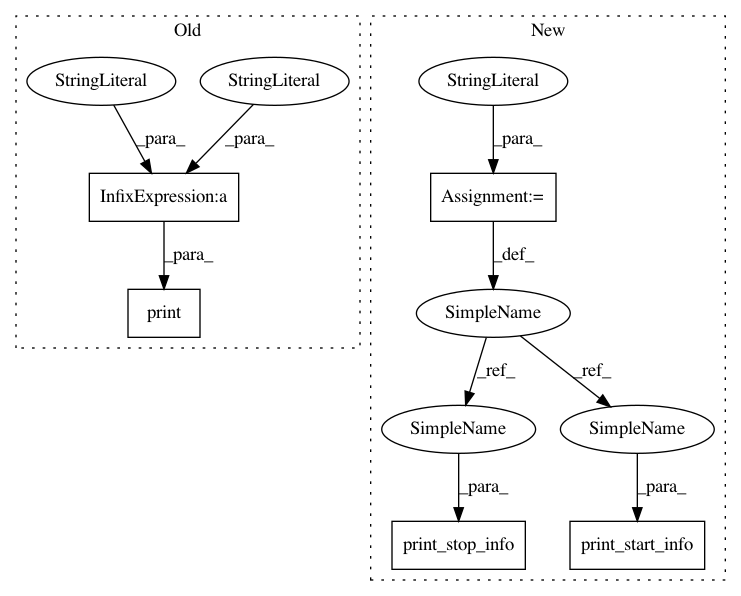 Old
New
StringLiteral
StringLiteral
StringLiteral
_para_
_para_
_para_
InfixExpression:a
Assignment:=
_para_
_def_
print
SimpleName
_ref_
_ref_
SimpleName
SimpleName
_para_
_para_
print_stop_info
print_start_info